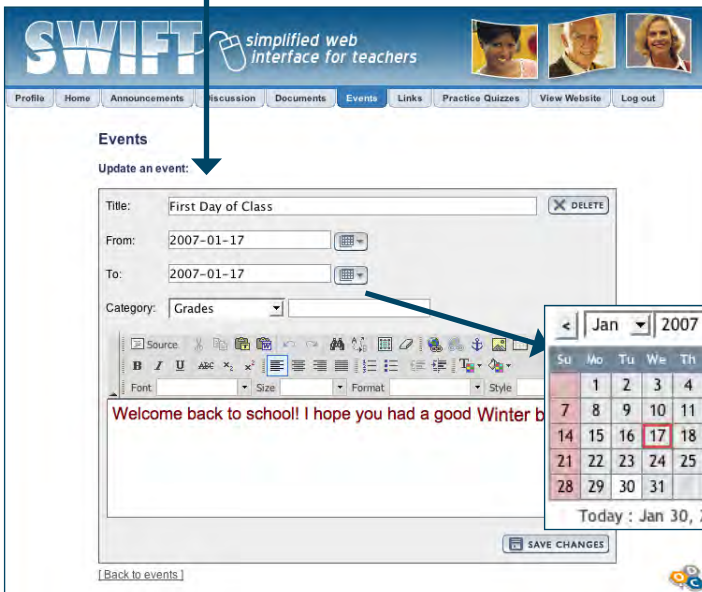 SWIFT simplified web
interface for teachers
Profile Home Announcements Discussion Documents Events Links Practice Quizzes View Website Log out
Events
Update an event:
Title: First Day of Class DELETE
From: 2007-01-17
To: 2007-01-17
Category: Grades
Source
B I U ABC x₂ x²
Font Size Format Style
Welcome back to school! I hope you had a good Winter b
SAVE CHANGES
[ Back to events ]
< Jan 2007
Su Mo Tu We Th
1 2 3 4
7 8 9 10 11
14 15 16 17 18
21 22 23 24 25
28 29 30 31
Today : Jan 30,